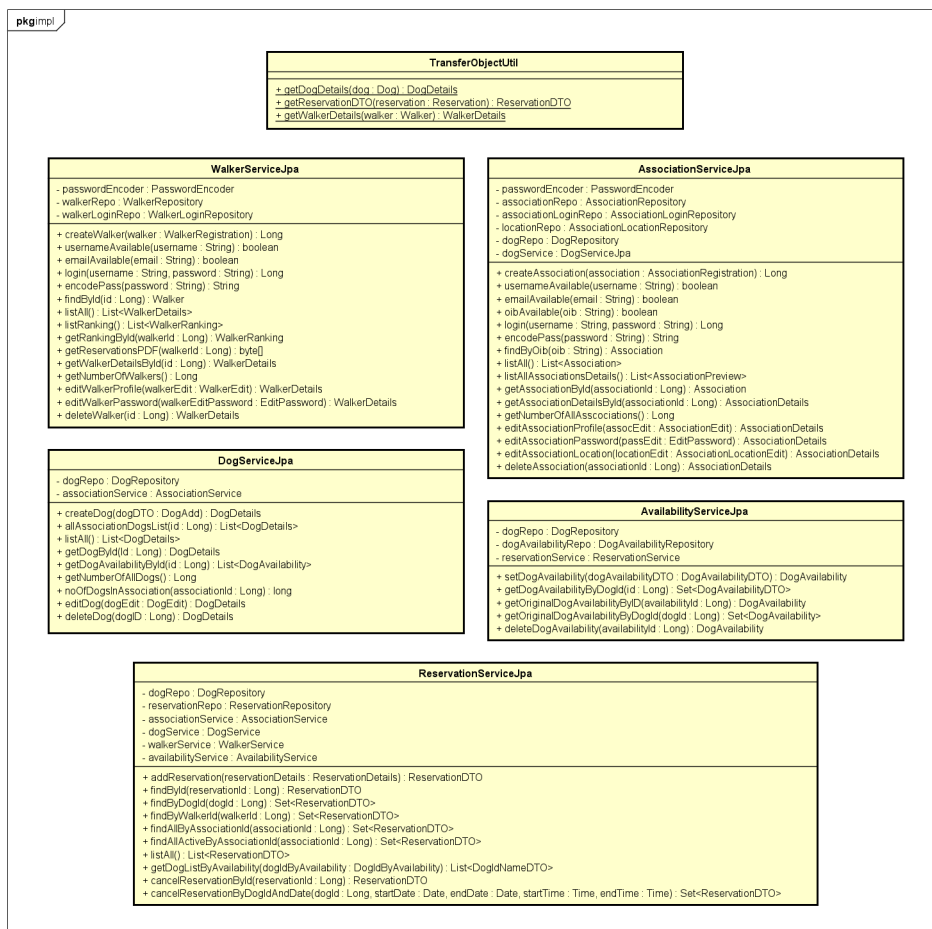 pkg impl
TransferObjectUtil
+ getDogDetails(dog : Dog) : DogDetails
+ getReservationDTO(reservation : Reservation) : ReservationDTO
+ getWalkerDetails(walker : Walker) : WalkerDetails
WalkerServiceJpa
- passwordEncoder : PasswordEncoder
- walkerRepo : WalkerRepository
- walkerLoginRepo : WalkerLoginRepository
+ createWalker(walker : WalkerRegistration) : Long
+ usernameAvailable(username : String) : boolean
+ emailAvailable(email : String) : boolean
+ login(username : String, password : String) : Long
+ encodePass(password : String) : String
+ findById(id : Long) : Walker
+ listAll() : List<WalkerDetails>
+ listRanking() : List<WalkerRanking>
+ getRankingById(walkerId : Long) : WalkerRanking
+ getReservationsPDF(walkerId : Long) : byte[]
+ getWalkerDetailsById(id : Long) : WalkerDetails
+ getNumberOfWalkers() : Long
+ editWalkerProfile(walkerEdit : WalkerEdit) : WalkerDetails
+ editWalkerPassword(walkerEditPassword : EditPassword) : WalkerDetails
+ deleteWalker(id : Long) : WalkerDetails
AssociationServiceJpa
- passwordEncoder : PasswordEncoder
- associationRepo : AssociationRepository
- associationLoginRepo : AssociationLoginRepository
- locationRepo : AssociationLocationRepository
- dogRepo : DogRepository
- dogService : DogServiceJpa
+ createAssociation(association : AssociationRegistration) : Long
+ usernameAvailable(username : String) : boolean
+ emailAvailable(email : String) : boolean
+ oibAvailable(oib : String) : boolean
+ login(username : String, password : String) : Long
+ encodePass(password : String) : String
+ findByOib(oib : String) : Association
+ listAll() : List<Association>
+ listAllAssociationsDetails() : List<AssociationPreview>
+ getAssociationById(associationId : Long) : Association
+ getAssociationDetailsById(associationId : Long) : AssociationDetails
+ getNumberOfAllAsscociations() : Long
+ editAssociationProfile(assocEdit : AssociationEdit) : AssociationDetails
+ editAssociationPassword(passEdit : EditPassword) : AssociationDetails
+ editAssociationLocation(locationEdit : AssociationLocationEdit) : AssociationDetails
+ deleteAssociation(associationId : Long) : AssociationDetails
DogServiceJpa
- dogRepo : DogRepository
- associationService : AssociationService
+ createDog(dogDTO : DogAdd) : DogDetails
+ allAssociationDogsList(id : Long) : List<DogDetails>
+ listAll() : List<DogDetails>
+ getDogById(Id : Long) : DogDetails
+ getDogAvailabilityById(id : Long) : List<DogAvailability>
+ getNumberOfAllDogs() : Long
+ noOfDogsInAssociation(associationId : Long) : long
+ editDog(dogEdit : DogEdit) : DogDetails
+ deleteDog(dogID : Long) : DogDetails
AvailabilityServiceJpa
- dogRepo : DogRepository
- dogAvailabilityRepo : DogAvailabilityRepository
- reservationService : ReservationService
+ setDogAvailability(dogAvailabilityDTO : DogAvailabilityDTO) : DogAvailability
+ getDogAvailabilityByDogId(id : Long) : Set<DogAvailabilityDTO>
+ getOriginalDogAvailabilityByID(availabilityId : Long) : DogAvailability
+ getOriginalDogAvailabilityByDogId(dogId : Long) : Set<DogAvailability>
+ deleteDogAvailability(availabilityId : Long) : DogAvailability
ReservationServiceJpa
- dogRepo : DogRepository
- reservationRepo : ReservationRepository
- associationService : AssociationService
- dogService : DogService
- walkerService : WalkerService
- availabilityService : AvailabilityService
+ addReservation(reservationDetails : ReservationDetails) : ReservationDTO
+ findById(reservationId : Long) : ReservationDTO
+ findByDogId(dogId : Long) : Set<ReservationDTO>
+ findByWalkerId(walkerId : Long) : Set<ReservationDTO>
+ findAllByAssociationId(associationId : Long) : Set<ReservationDTO>
+ findAllActiveByAssociationId(associationId : Long) : Set<ReservationDTO>
+ listAll() : List<ReservationDTO>
+ getDogListByAvailability(dogIdByAvailability : DogIdByAvailability) : List<DogIdNameDTO>
+ cancelReservationById(reservationId : Long) : ReservationDTO
+ cancelReservationByDogIdAndDate(dogId : Long, startDate : Date, endDate : Date, startTime : Time, endTime : Time) : Set<ReservationDTO>